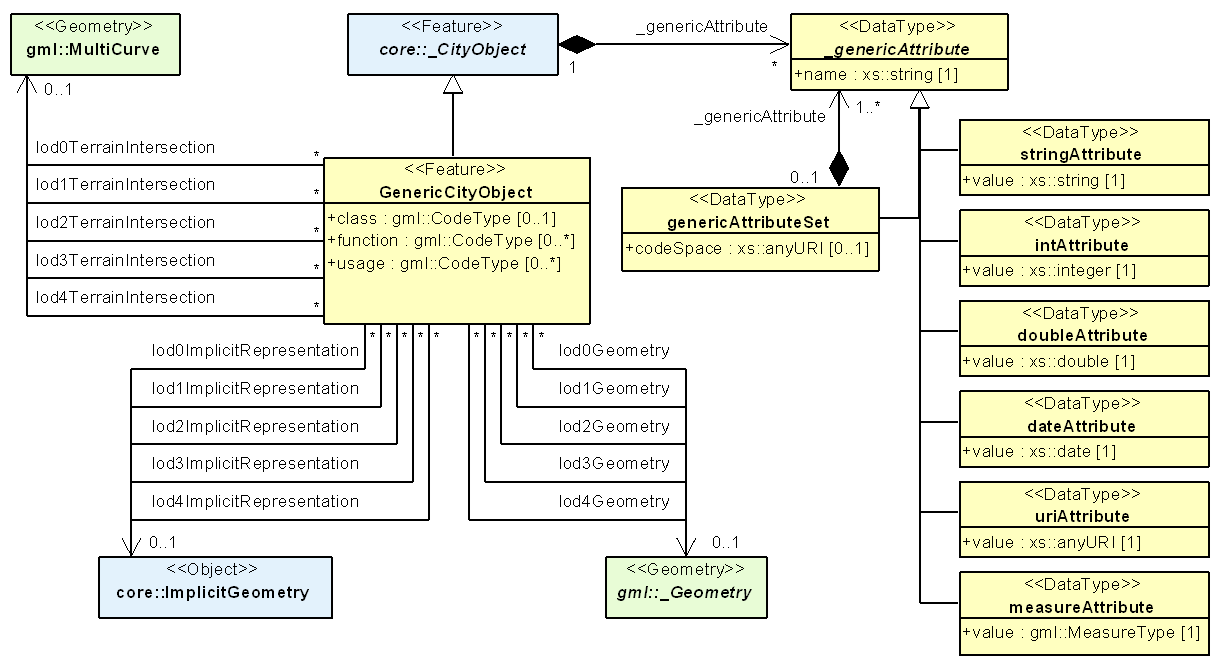 <<Geometry>>
gml::MultiCurve
0..1
<<Feature>>
core::_CityObject
1
_genericAttribute
*
<<DataType>>
_genericAttribute
+name : xs::string [1]
1..*
_genericAttribute
0..1
<<DataType>>
genericAttributeSet
+codeSpace : xs::anyURI [0..1]
<<DataType>>
stringAttribute
+value : xs::string [1]
<<DataType>>
intAttribute
+value : xs::integer [1]
<<DataType>>
doubleAttribute
+value : xs::double [1]
<<DataType>>
dateAttribute
+value : xs::date [1]
<<DataType>>
uriAttribute
+value : xs::anyURI [1]
<<DataType>>
measureAttribute
+value : gml::MeasureType [1]
lod0TerrainIntersection *
lod1TerrainIntersection *
lod2TerrainIntersection *
lod3TerrainIntersection *
lod4TerrainIntersection *
<<Feature>>
GenericCityObject
+class : gml::CodeType [0..1]
+function : gml::CodeType [0..*]
+usage : gml::CodeType [0..*]
* * * * *
* * * * *
lod0ImplicitRepresentation
lod1ImplicitRepresentation
lod2ImplicitRepresentation
lod3ImplicitRepresentation
lod4ImplicitRepresentation
0..1
<<Object>>
core::ImplicitGeometry
lod0Geometry
lod1Geometry
lod2Geometry
lod3Geometry
lod4Geometry
0..1
<<Geometry>>
gml::_Geometry